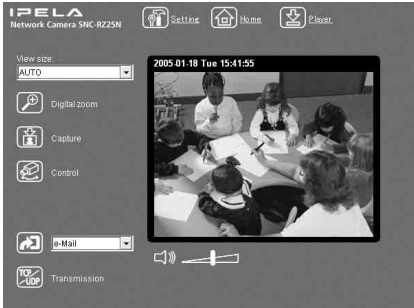 IPELA
Network Camera SNC-RZ25N
Setting
Home
Player
View size:
AUTO
2005-01-18 Tue 15:41:55
Digital zoom
Capture
Control
e-Mail
TCP/UDP
Transmission